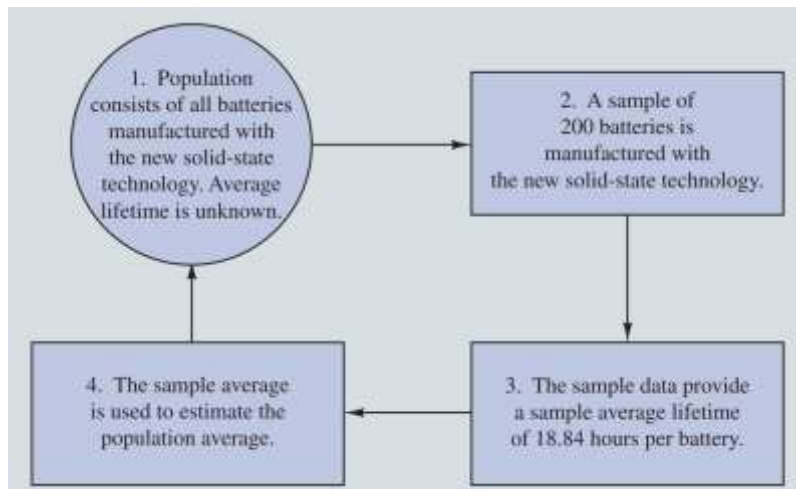 1. Population
consists of all batteries
manufactured with
the new solid-state
technology. Average
lifetime is unknown.
2. A sample of
200 batteries is
manufactured with
the new solid-state technology.
3. The sample data provide
a sample average lifetime
of 18.84 hours per battery.
4. The sample average
is used to estimate the
population average.